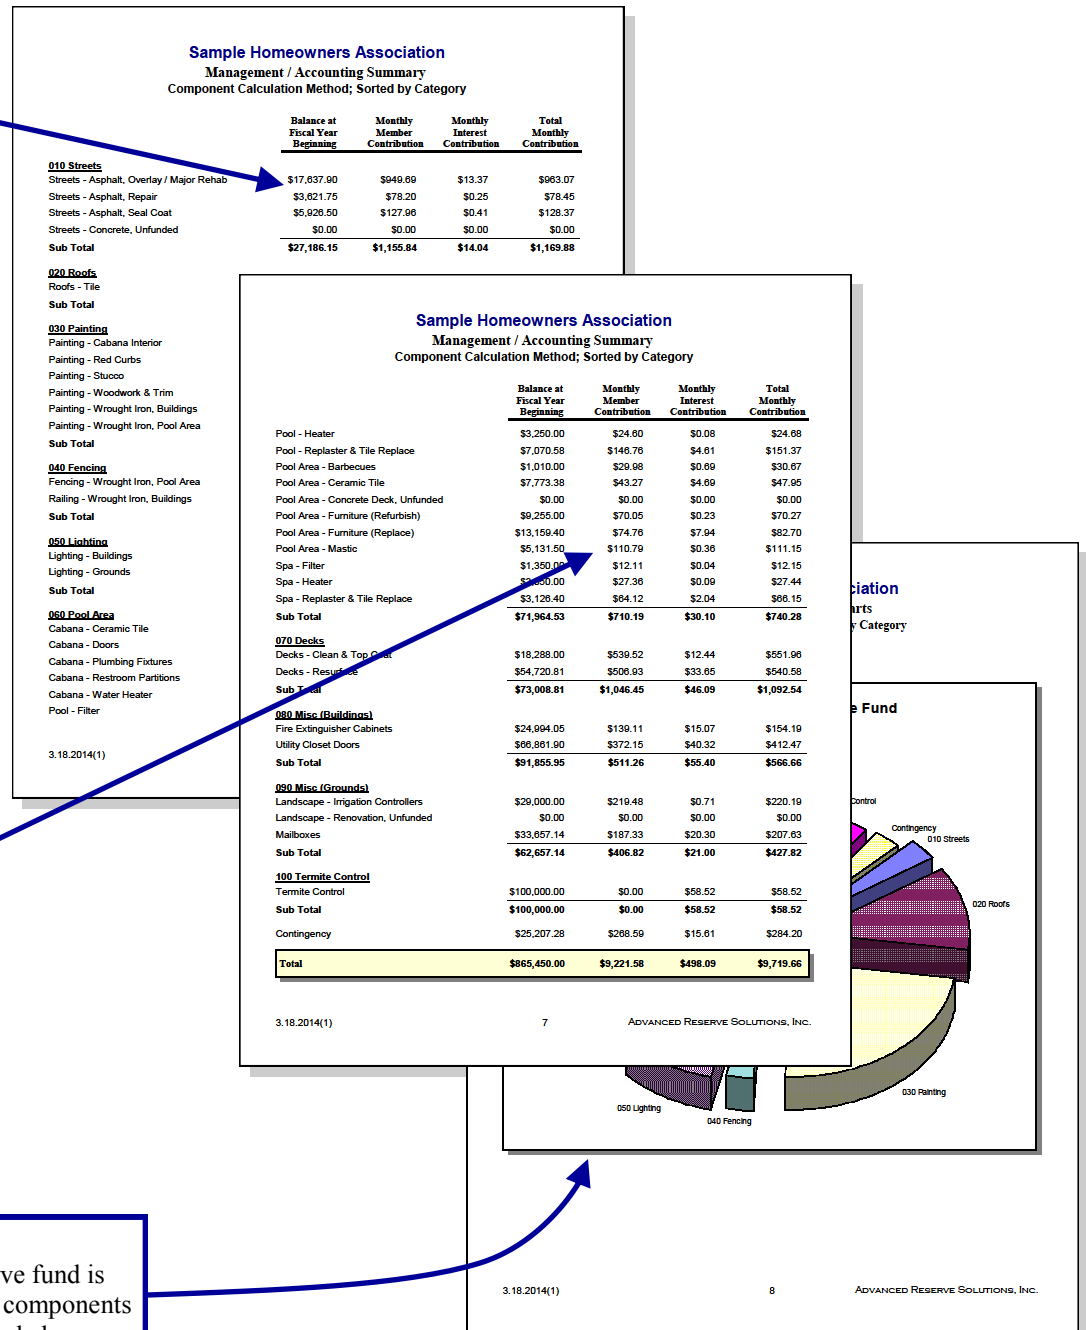 Sample Homeowners Association
Management / Accounting Summary
Component Calculation Method; Sorted by Category
Balance at Fiscal Year Beginning Monthly Member Contribution Monthly Interest Contribution Total Monthly Contribution
010 Streets
Streets - Asphalt, Overlay / Major Rehab $17,637.90 $949.69 $13.37 $963.07
Streets - Asphalt, Repair $3,621.75 $78.20 $0.25 $78.45
Streets - Asphalt, Seal Coat $5,926.50 $127.96 $0.41 $128.37
Streets - Concrete, Unfunded $0.00 $0.00 $0.00 $0.00
Sub Total $27,186.15 $1,155.84 $14.04 $1,169.88
020 Roofs
Roofs - Tile
Sub Total
030 Painting
Painting - Cabana Interior
Painting - Red Curbs
Painting - Stucco
Painting - Woodwork & Trim
Painting - Wrought Iron, Buildings
Painting - Wrought Iron, Pool Area
Sub Total
040 Fencing
Fencing - Wrought Iron, Pool Area
Railing - Wrought Iron, Buildings
Sub Total
050 Lighting
Lighting - Buildings
Lighting - Grounds
Sub Total
060 Pool Area
Cabana - Ceramic Tile
Cabana - Doors
Cabana - Plumbing Fixtures
Cabana - Restroom Partitions
Cabana - Water Heater
Pool - Filter
3.18.2014(1)
Sample Homeowners Association
Management / Accounting Summary
Component Calculation Method; Sorted by Category
Balance at Fiscal Year Beginning Monthly Member Contribution Monthly Interest Contribution Total Monthly Contribution
Pool - Heater $3,250.00 $24.60 $0.08 $24.68
Pool - Replaster & Tile Replace $7,070.58 $146.76 $4.61 $151.37
Pool Area - Barbecues $1,010.00 $29.98 $0.69 $30.67
Pool Area - Ceramic Tile $7,773.38 $43.27 $4.69 $47.95
Pool Area - Concrete Deck, Unfunded $0.00 $0.00 $0.00 $0.00
Pool Area - Furniture (Refurbish) $9,255.00 $70.05 $0.23 $70.27
Pool Area - Furniture (Replace) $13,159.40 $74.76 $7.94 $82.70
Pool Area - Mastic $5,131.50 $110.79 $0.36 $111.15
Spa - Filter $1,350.00 $12.11 $0.04 $12.15
Spa - Heater $27.36 $0.09 $27.44
Spa - Replaster & Tile Replace $3,126.40 $64.12 $2.04 $66.15
Sub Total $71,964.53 $710.19 $30.10 $740.28
070 Decks
Decks - Clean & Top Coat $18,288.00 $539.52 $12.44 $551.96
Decks - Resurface $54,720.81 $506.93 $33.65 $540.58
Sub Total $73,008.81 $1,046.45 $46.09 $1,092.54
080 Misc (Buildings)
Fire Extinguisher Cabinets $24,994.05 $139.11 $15.07 $154.19
Utility Closet Doors $66,861.90 $372.15 $40.32 $412.47
Sub Total $91,855.95 $511.26 $55.40 $566.66
090 Misc (Grounds)
Landscape - Irrigation Controllers $29,000.00 $219.48 $0.71 $220.19
Landscape - Renovation, Unfunded $0.00 $0.00 $0.00 $0.00
Mailboxes $33,657.14 $187.33 $20.30 $207.63
Sub Total $62,657.14 $406.82 $21.00 $427.82
100 Termite Control
Termite Control $100,000.00 $0.00 $58.52 $58.52
Sub Total $100,000.00 $0.00 $58.52 $58.52
Contingency $25,207.28 $268.59 $15.61 $284.20
Total $865,450.00 $9,221.58 $498.09 $9,719.66
3.18.2014(1) 7 Advanced Reserve Solutions, Inc.
ciation
arts
y Category
e Fund
Control
Contingency
010 Streets
020 Roofs
030 Painting
050 Lighting
040 Fencing
3.18.2014(1) 8 Advanced Reserve Solutions, Inc.
ve fund is
components